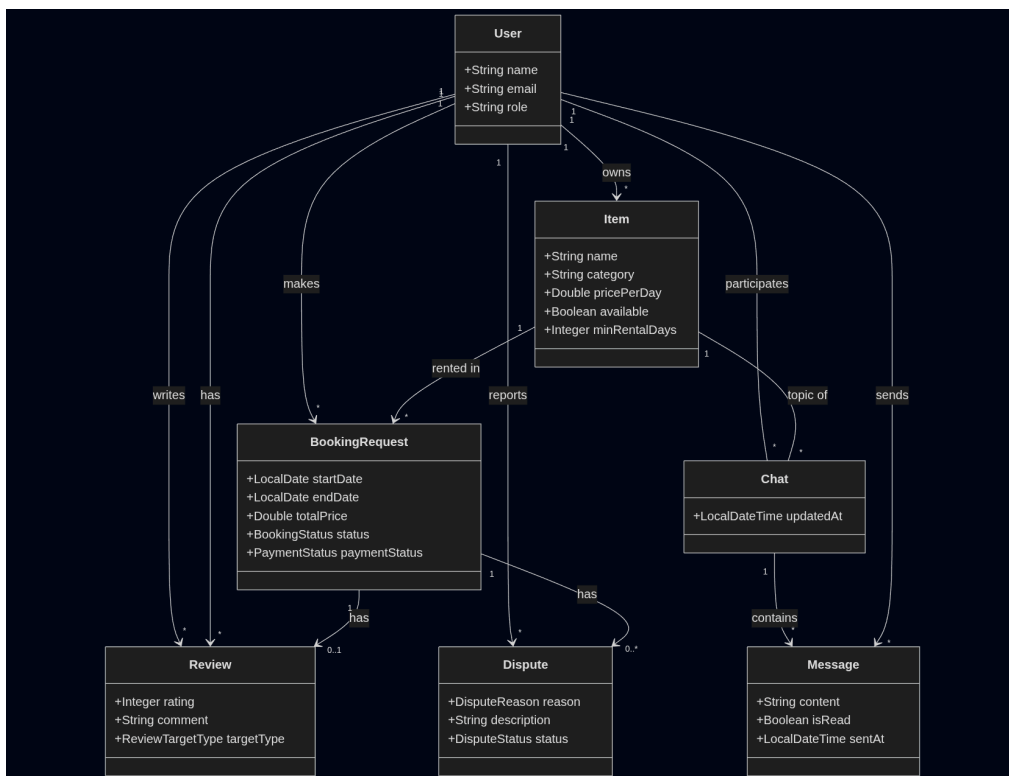 User
+String name
+String email
+String role
1
1
1
1
1
1
1
owns
*
Item
+String name
+String category
+Double pricePerDay
+Boolean available
+Integer minRentalDays
makes
participates
1
1
rented in
writes
has
reports
topic of
sends
*
*
BookingRequest
+LocalDate startDate
+LocalDate endDate
+Double totalPrice
+BookingStatus status
+PaymentStatus paymentStatus
*
*
Chat
+LocalDateTime updatedAt
1
1
1
has
has
contains
*
*
0..1
*
0..*
*
*
Review
+Integer rating
+String comment
+ReviewTargetType targetType
Dispute
+DisputeReason reason
+String description
+DisputeStatus status
Message
+String content
+Boolean isRead
+LocalDateTime sentAt